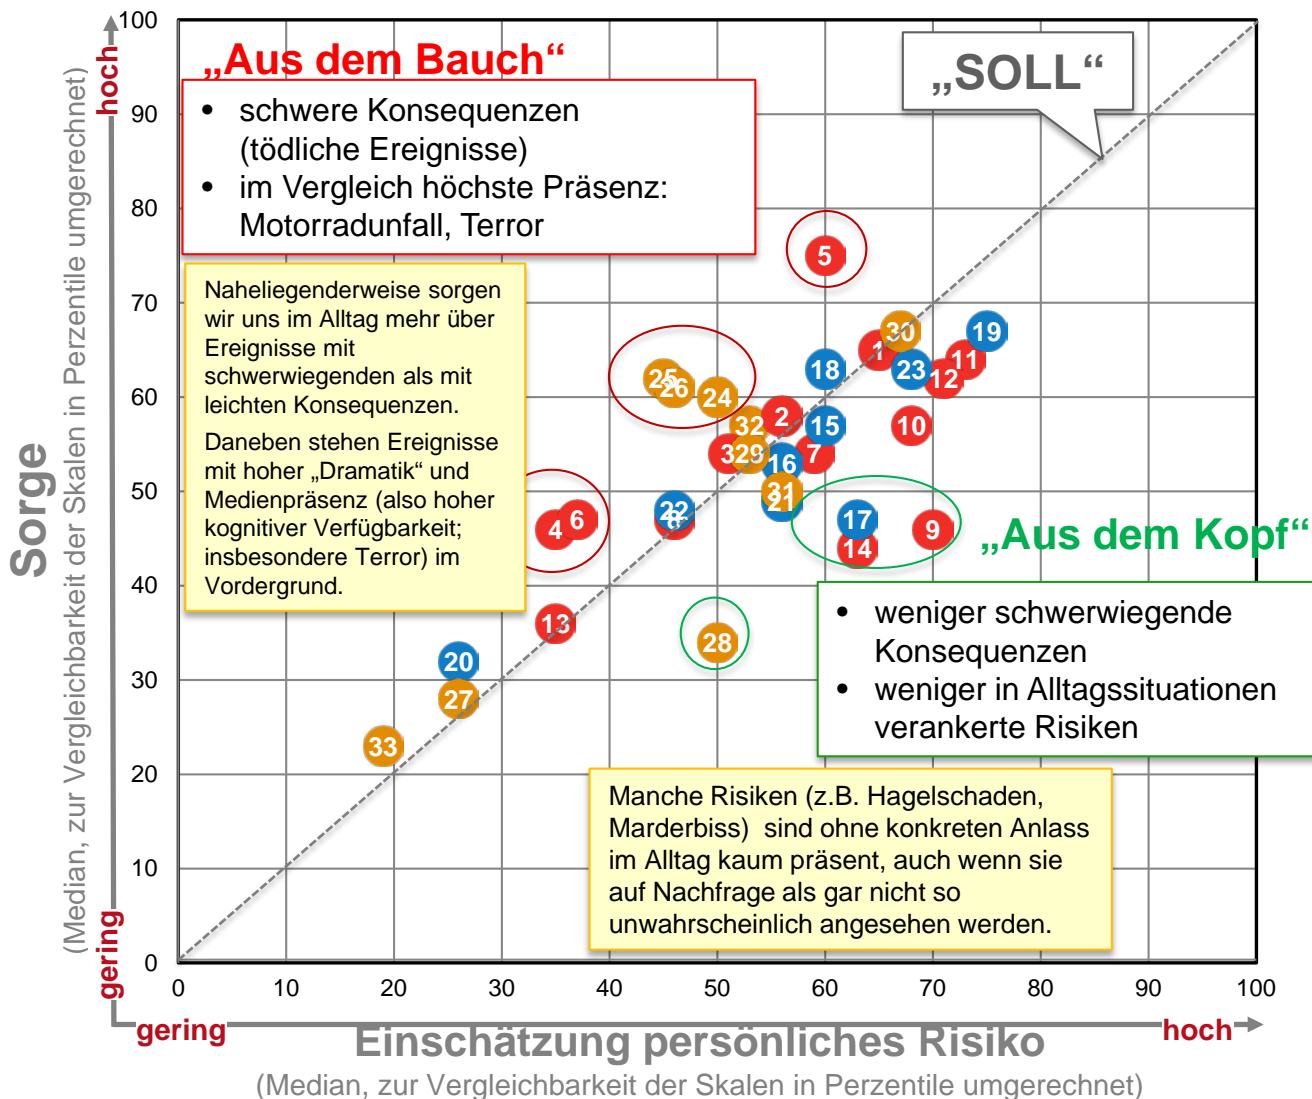 „Aus dem Bauch“
• schwere Konsequenzen
(tödliche Ereignisse)
• im Vergleich höchste Präsenz:
Motorradunfall, Terror
„SOLL“
Naheliegenderweise sorgen
wir uns im Alltag mehr über
Ereignisse mit
schwerwiegenden als mit
leichten Konsequenzen.
Daneben stehen Ereignisse
mit hoher „Dramatik“ und
Medienpräsenz (also hoher
kognitiver Verfügbarkeit;
insbesondere Terror) im
Vordergrund.
„Aus dem Kopf“
• weniger schwerwiegende
Konsequenzen
• weniger in Alltagssituationen
verankerte Risiken
Manche Risiken (z.B. Hagelschaden,
Marderbiss) sind ohne konkreten Anlass
im Alltag kaum präsent, auch wenn sie
auf Nachfrage als gar nicht so
unwahrscheinlich angesehen werden.
5
30
19
1
11
18
23
12
25
26
24
2
32
15
10
3
29
7
16
31
21
22
8
17
14
9
4
6
13
28
20
27
33
100
90
80
70
60
50
40
30
20
10
0
0 10 20 30 40 50 60 70 80 90 100
hoch
gering
Sorge
(Median, zur Vergleichbarkeit der Skalen in Perzentile umgerechnet)
gering
hoch
Einschätzung persönliches Risiko
(Median, zur Vergleichbarkeit der Skalen in Perzentile umgerechnet)